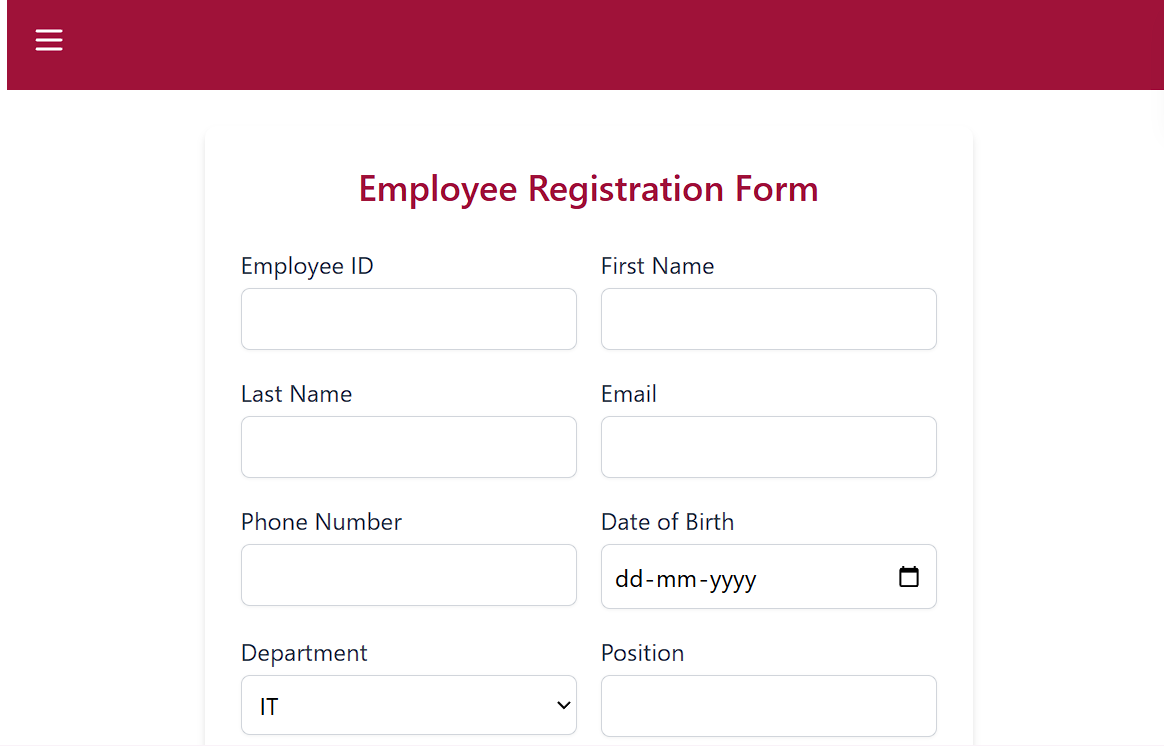 Employee Registration Form
Employee ID First Name
Last Name Email
Phone Number Date of Birth
dd-mm-yyyy
Department Position
IT